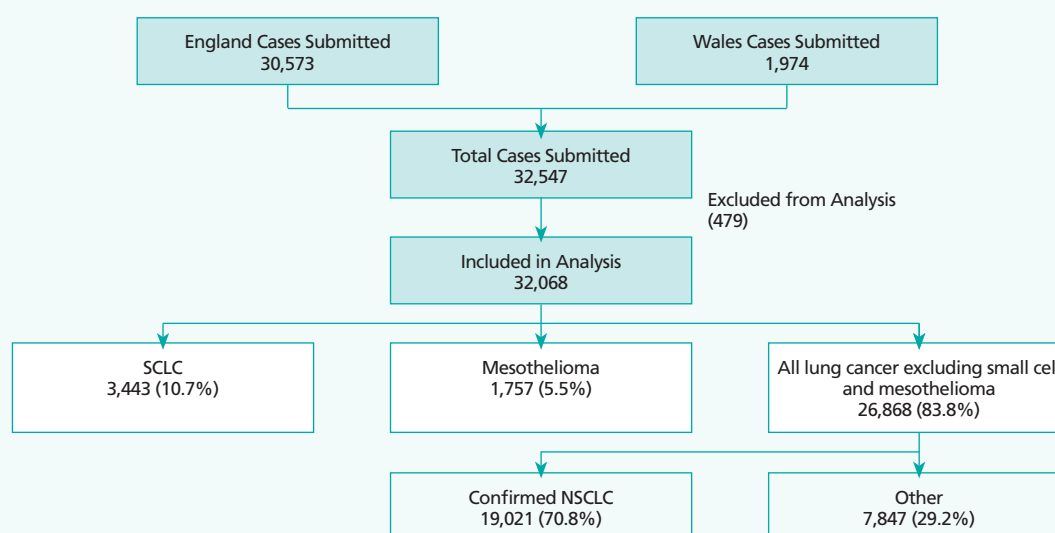 England Cases Submitted
30,573
Wales Cases Submitted
1,974
Total Cases Submitted
32,547
Excluded from Analysis
(479)
Included in Analysis
32,068
SCLC
3,443 (10.7%)
Mesothelioma
1,757 (5.5%)
All lung cancer excluding small cell
and mesothelioma
26,868 (83.8%)
Confirmed NSCLC
19,021 (70.8%)
Other
7,847 (29.2%)